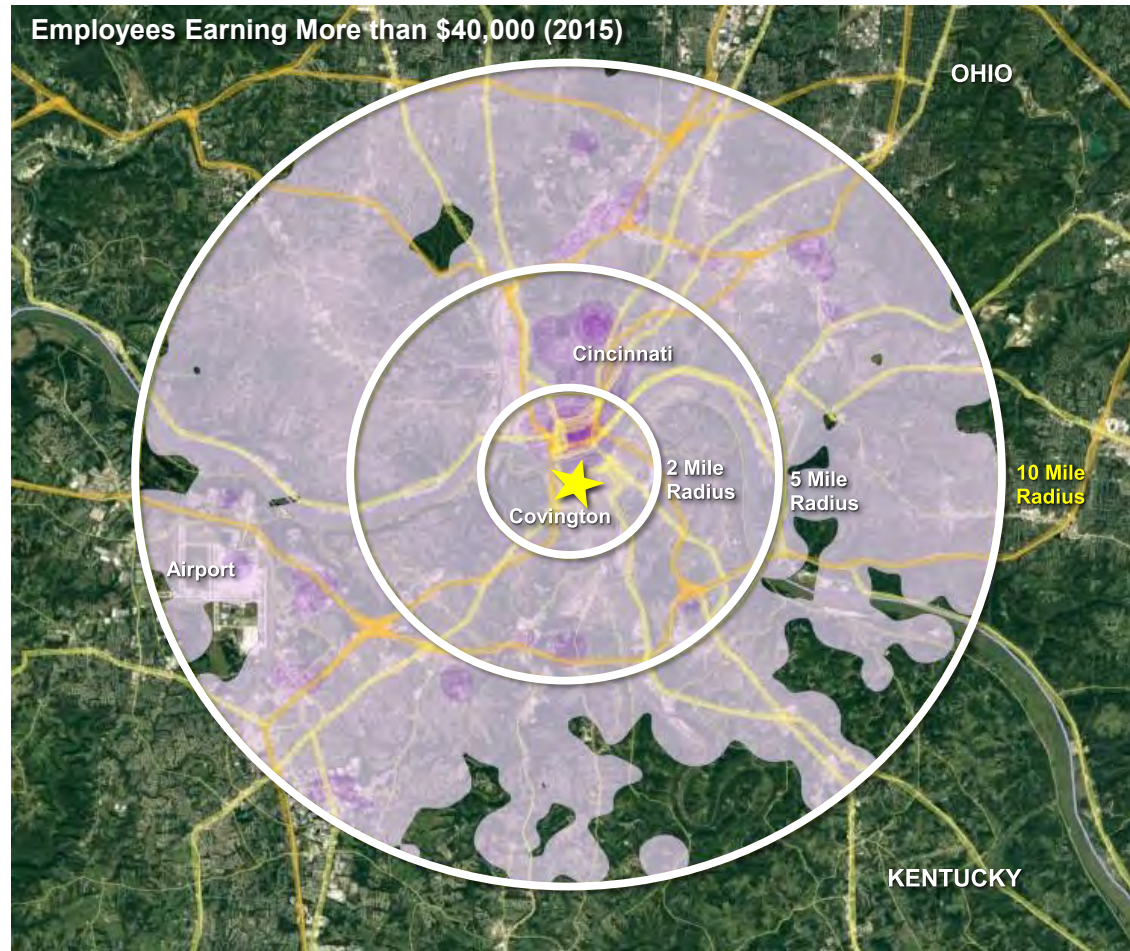 Employees Earning More than $40,000 (2015)
OHIO
Cincinnati
2 Mile
Radius
5 Mile
Radius
10 Mile
Radius
Covington
Airport
KENTUCKY